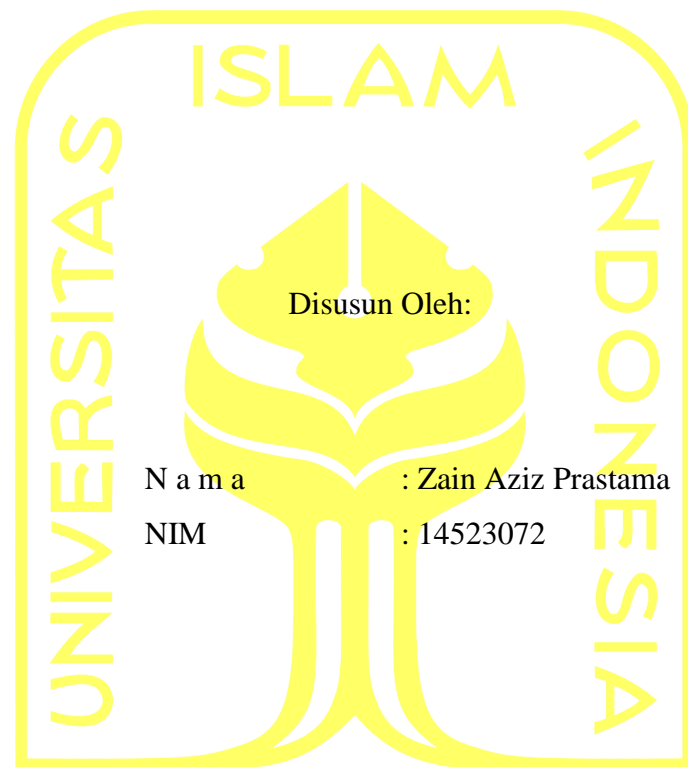 UNIVERSITAS
ISLAM
INDONESIA
Disusun Oleh:
N a m a : Zain Aziz Prastama
NIM : 14523072